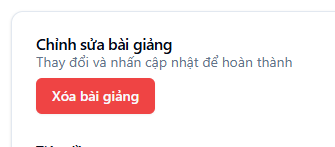 Chỉnh sửa bài giảng
Thay đổi và nhấn cập nhật để hoàn thành
Xóa bài giảng